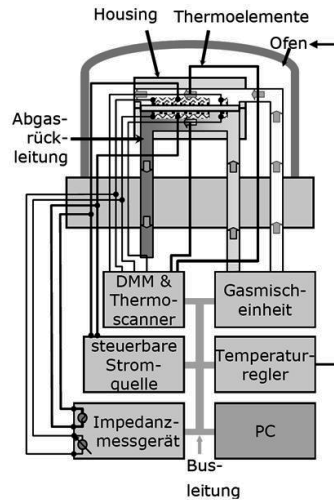 Housing
Thermoelemente
Ofen
Abgas-
rück-
leitung
DMM &
Thermo-
scanner
Gasmisch-
einheit
steuerbare
Strom-
quelle
Temperatur-
regler
Impedanz-
messgerät
PC
Bus-
leitung